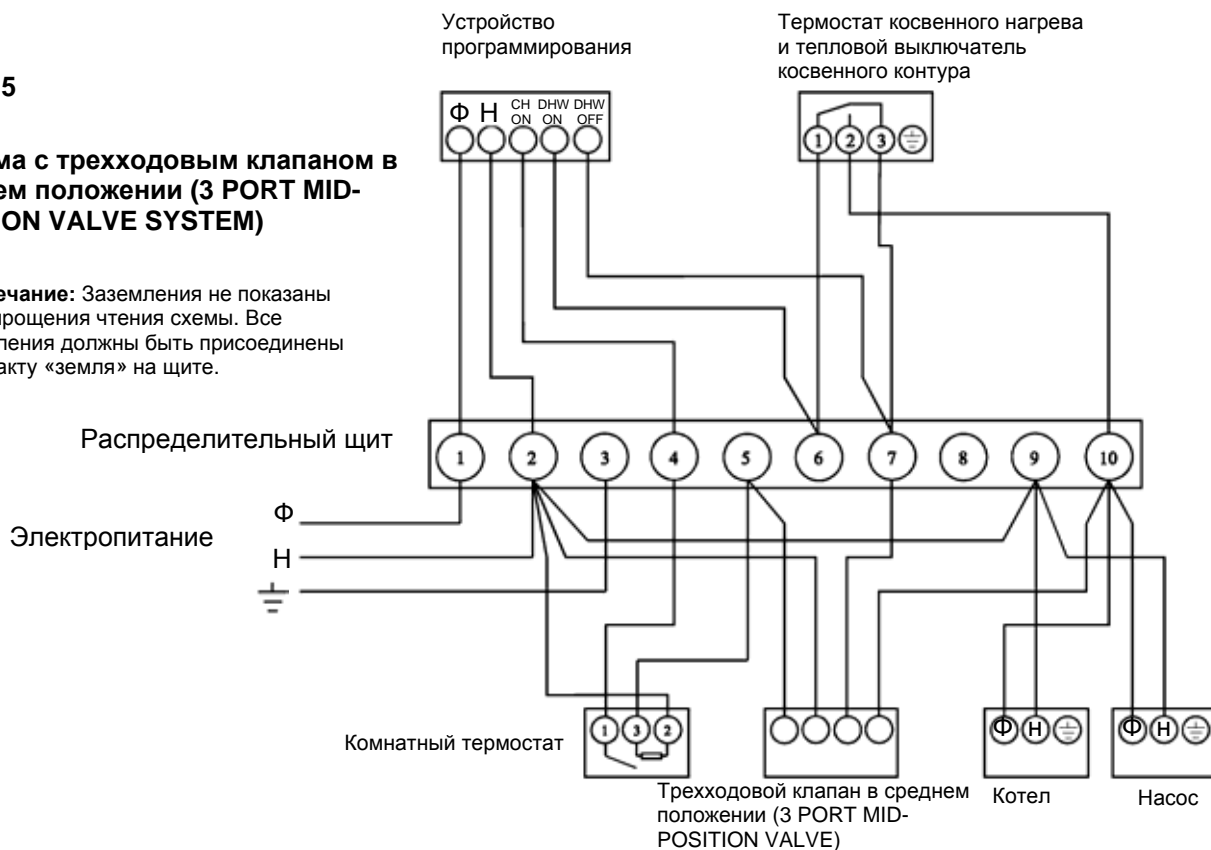 Устройство
программирования
Термостат косвенного нагрева
и тепловой выключатель
косвенного контура
5
ма с трехходовым клапаном в
ем положении (3 PORT MID-
ON VALVE SYSTEM)
ечание: Заземления не показаны
прощения чтения схемы. Все
ления должны быть присоединены
акту «земля» на щите.
Ф Н CH ON DHW ON DHW OFF
1 2 3
Распределительный щит
1 2 3 4 5 6 7 8 9 10
Электропитание
Ф
Н
Комнатный термостат
1 3 2
Трехходовой клапан в среднем
положении (3 PORT MID-
POSITION VALVE)
Ф Н
Котел
Ф Н
Насос